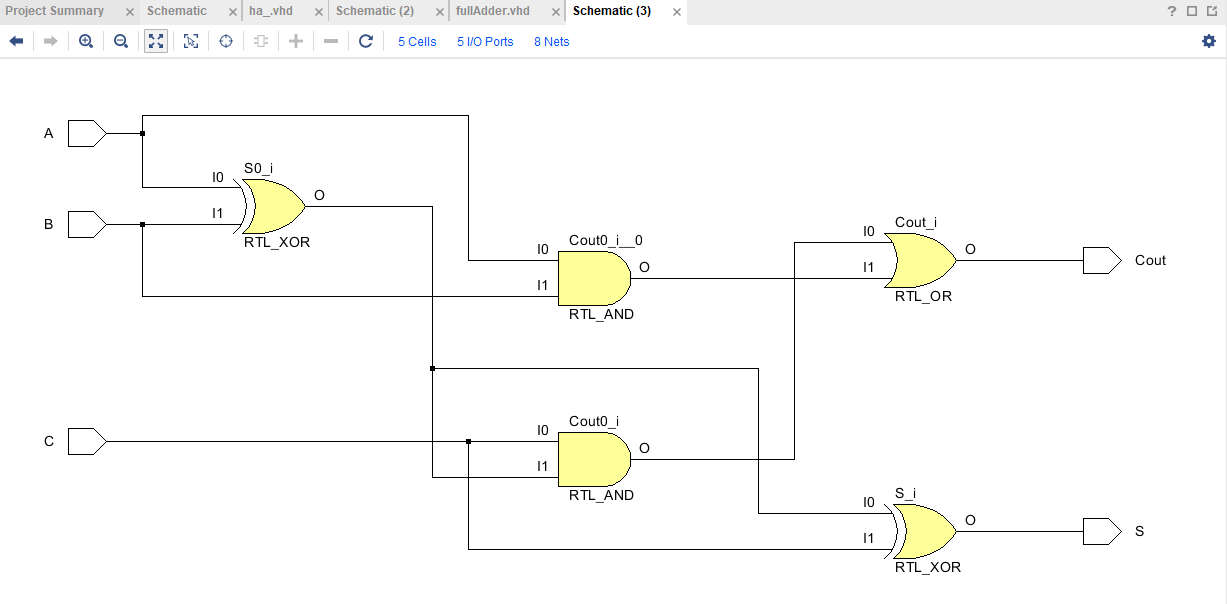 Project Summary × Schematic × ha_.vhd × Schematic (2) × fullAdder.vhd × Schematic (3) × ?
5 Cells 5 I/O Ports 8 Nets
A
S0_i
I0
O
B
I1
RTL_XOR
Cout_i
I0
Cout0_i__0
I0
O
O
I1
Cout
I1
RTL_OR
RTL_AND
Cout0_i
C
I0
O
I1
RTL_AND
S_i
I0
O
S
I1
RTL_XOR